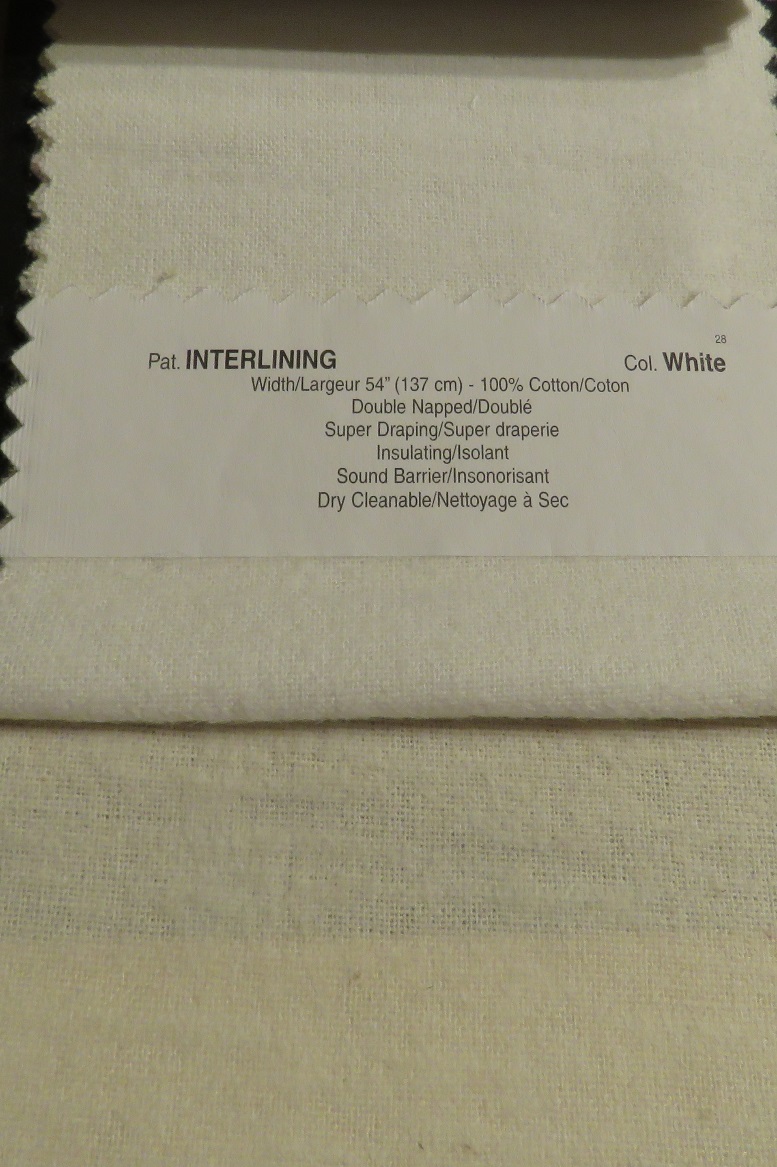 28
Pat. INTERLINING Col. White
Width/Largeur 54” (137 cm) - 100% Cotton/Coton
Double Napped/Doublé
Super Draping/Super draperie
Insulating/Isolant
Sound Barrier/Insonorisant
Dry Cleanable/Nettoyage à Sec